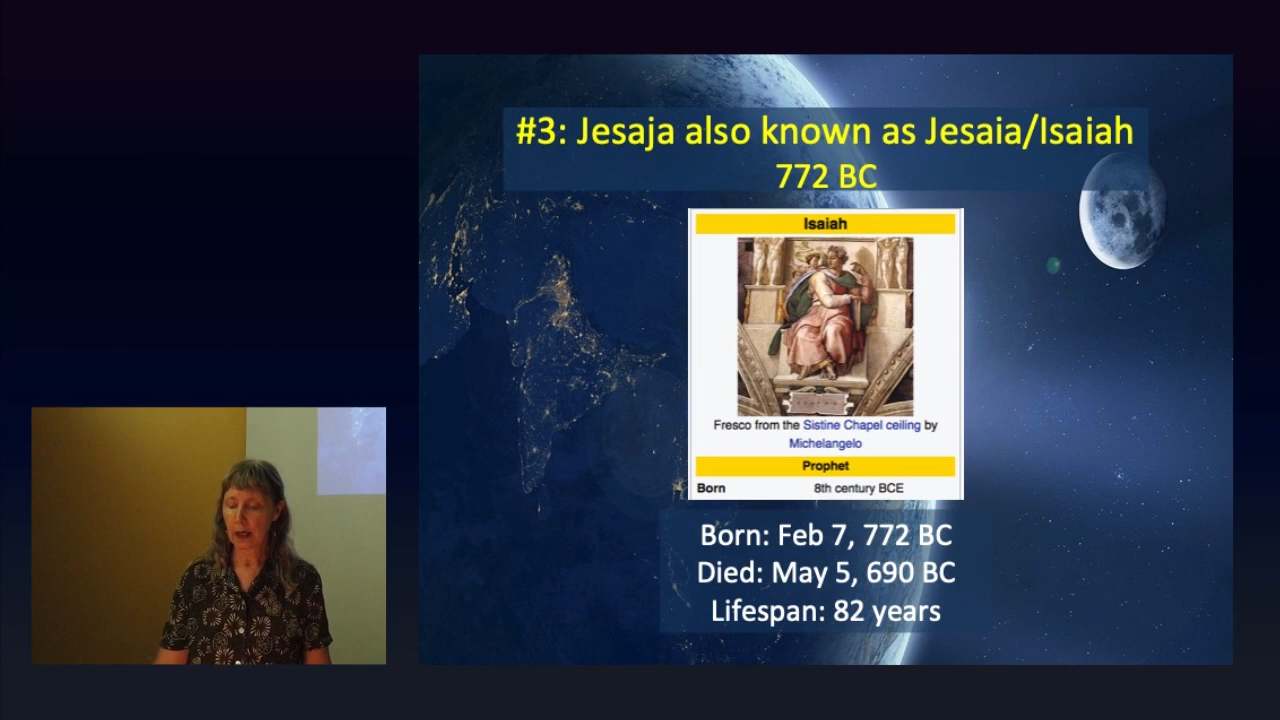 #3: Jesaja also known as Jesaia/Isaiah
772 BC
Isaiah
Fresco from the Sistine Chapel ceiling by
Michelangelo
Prophet
Born 8th century BCE
Born: Feb 7, 772 BC
Died: May 5, 690 BC
Lifespan: 82 years